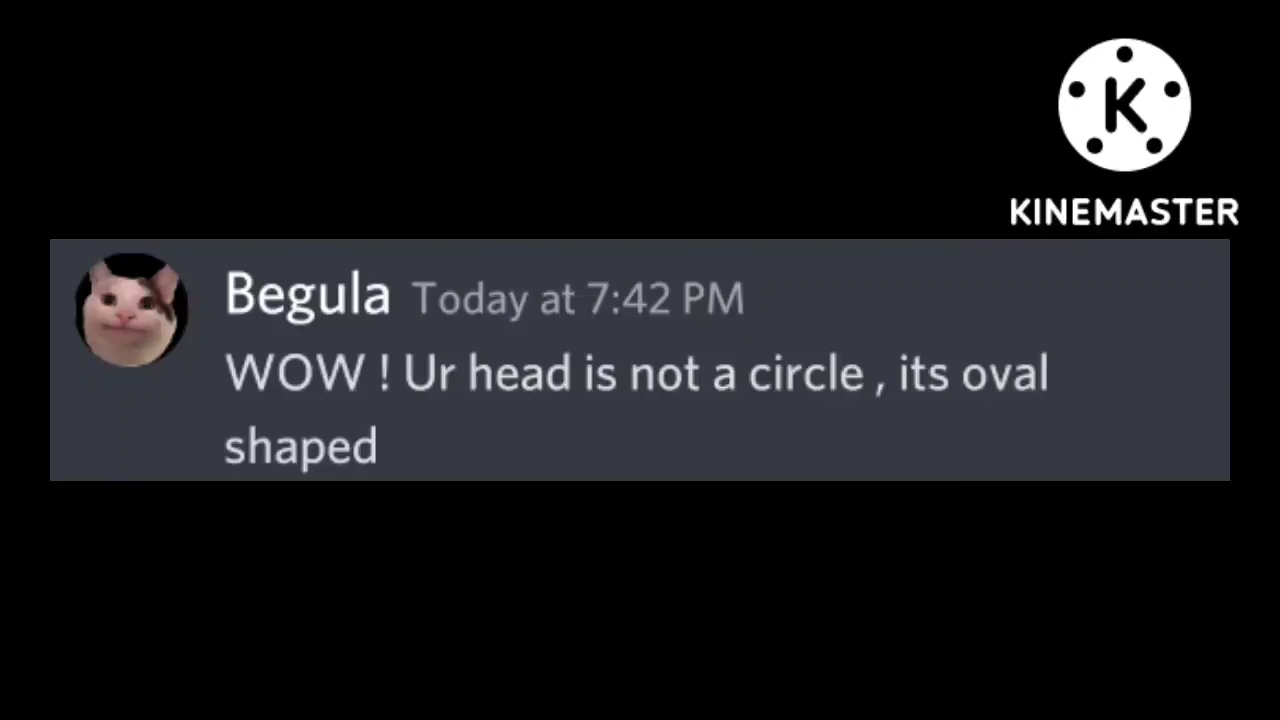 K
KINEMASTER
Begula Today at 7:42 PM
WOW ! Ur head is not a circle , its oval
shaped